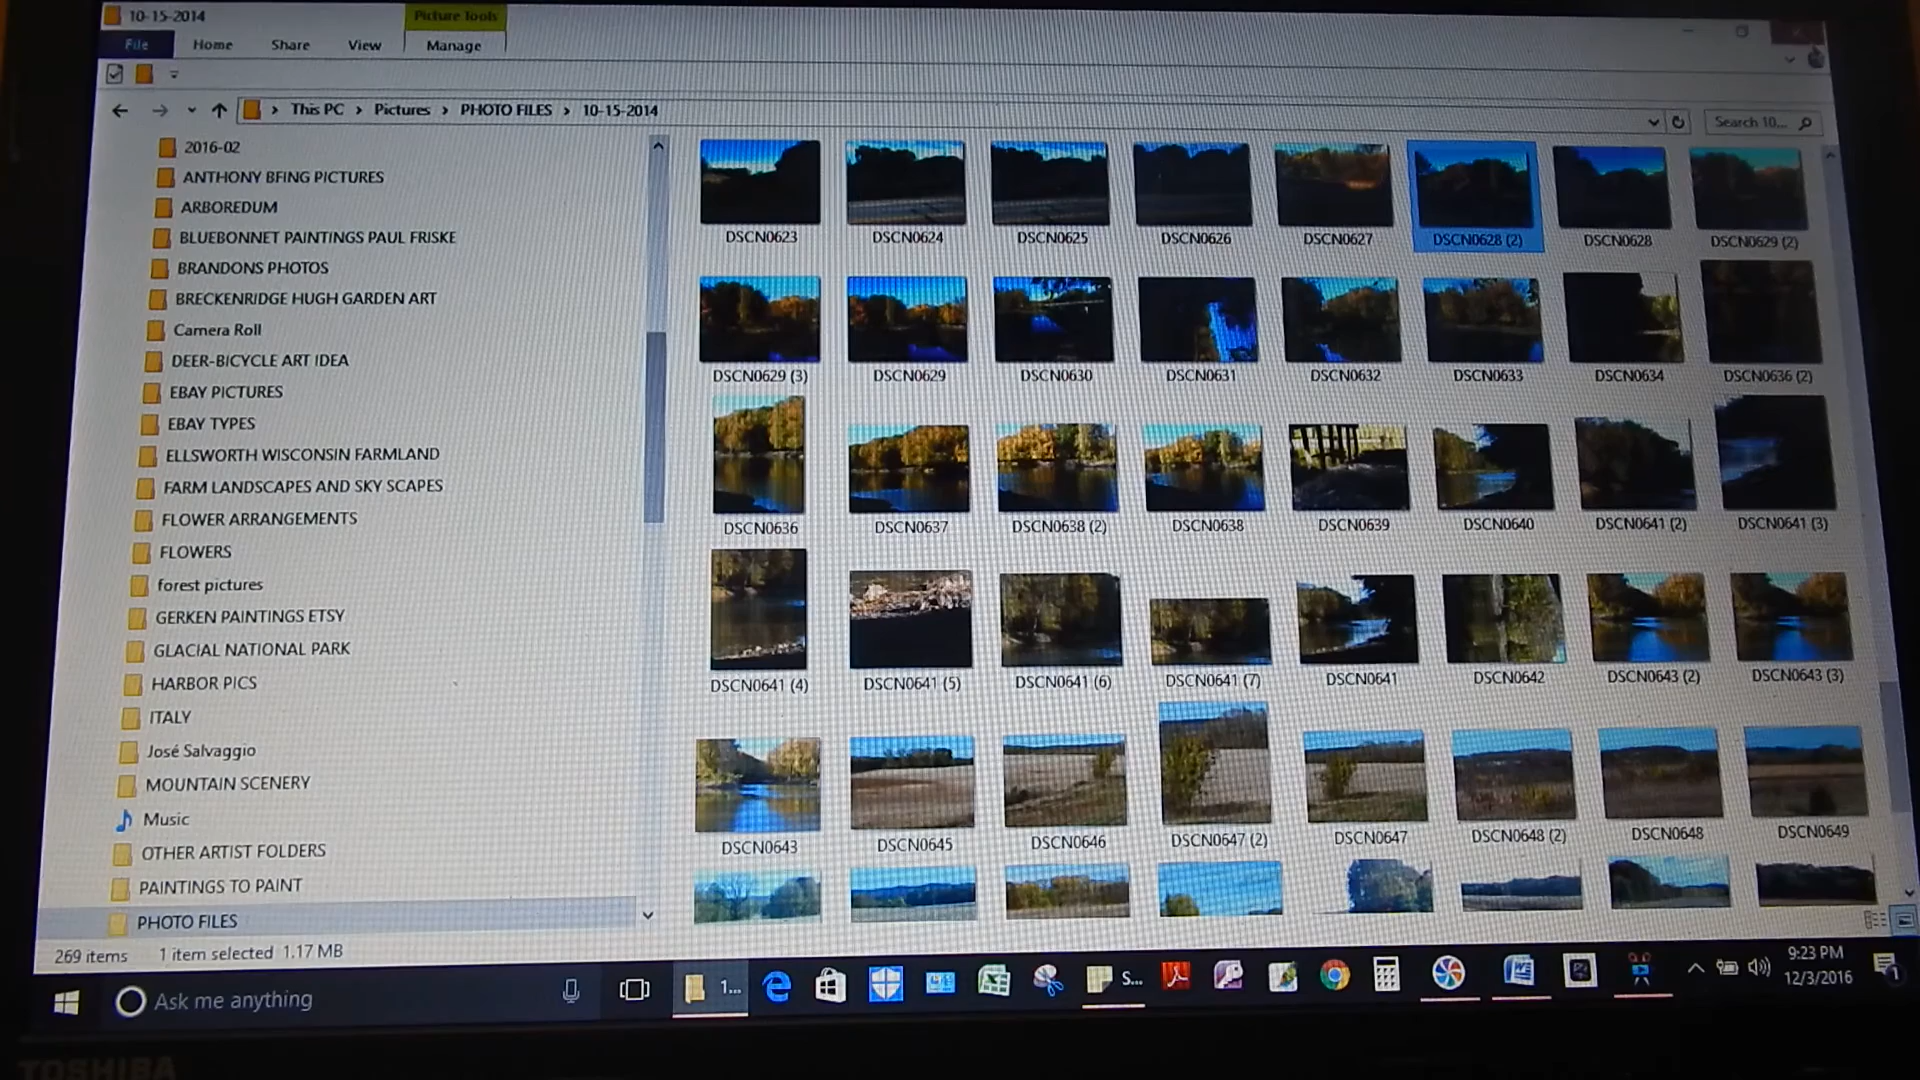 10-15-2014
Picture Tools
File Home Share View Manage
This PC > Pictures > PHOTO FILES > 10-15-2014
Search 10...
2016-02
ANTHONY BFING PICTURES
ARBOREDUM
BLUEBONNET PAINTINGS PAUL FRISKE
BRANDONS PHOTOS
BRECKENRIDGE HUGH GARDEN ART
Camera Roll
DEER-BICYCLE ART IDEA
EBAY PICTURES
EBAY TYPES
ELLSWORTH WISCONSIN FARMLAND
FARM LANDSCAPES AND SKY SCAPES
FLOWER ARRANGEMENTS
FLOWERS
forest pictures
GERKEN PAINTINGS ETSY
GLACIAL NATIONAL PARK
HARBOR PICS
ITALY
José Salvaggio
MOUNTAIN SCENERY
Music
OTHER ARTIST FOLDERS
PAINTINGS TO PAINT
PHOTO FILES
DSCN0623 DSCN0624 DSCN0625 DSCN0626 DSCN0627 DSCN0628 (2) DSCN0628 DSCN0629 (2)
DSCN0629 (3) DSCN0629 DSCN0630 DSCN0631 DSCN0632 DSCN0633 DSCN0634 DSCN0636 (2)
DSCN0636 DSCN0637 DSCN0638 (2) DSCN0638 DSCN0639 DSCN0640 DSCN0641 (2) DSCN0641 (3)
DSCN0641 (4) DSCN0641 (5) DSCN0641 (6) DSCN0641 (7) DSCN0641 DSCN0642 DSCN0643 (2) DSCN0643 (3)
DSCN0643 DSCN0645 DSCN0646 DSCN0647 (2) DSCN0647 DSCN0648 (2) DSCN0648 DSCN0649
269 items 1 item selected 1.17 MB
Ask me anything
1...
S...
9:23 PM
12/3/2016
1
TOSHIBA